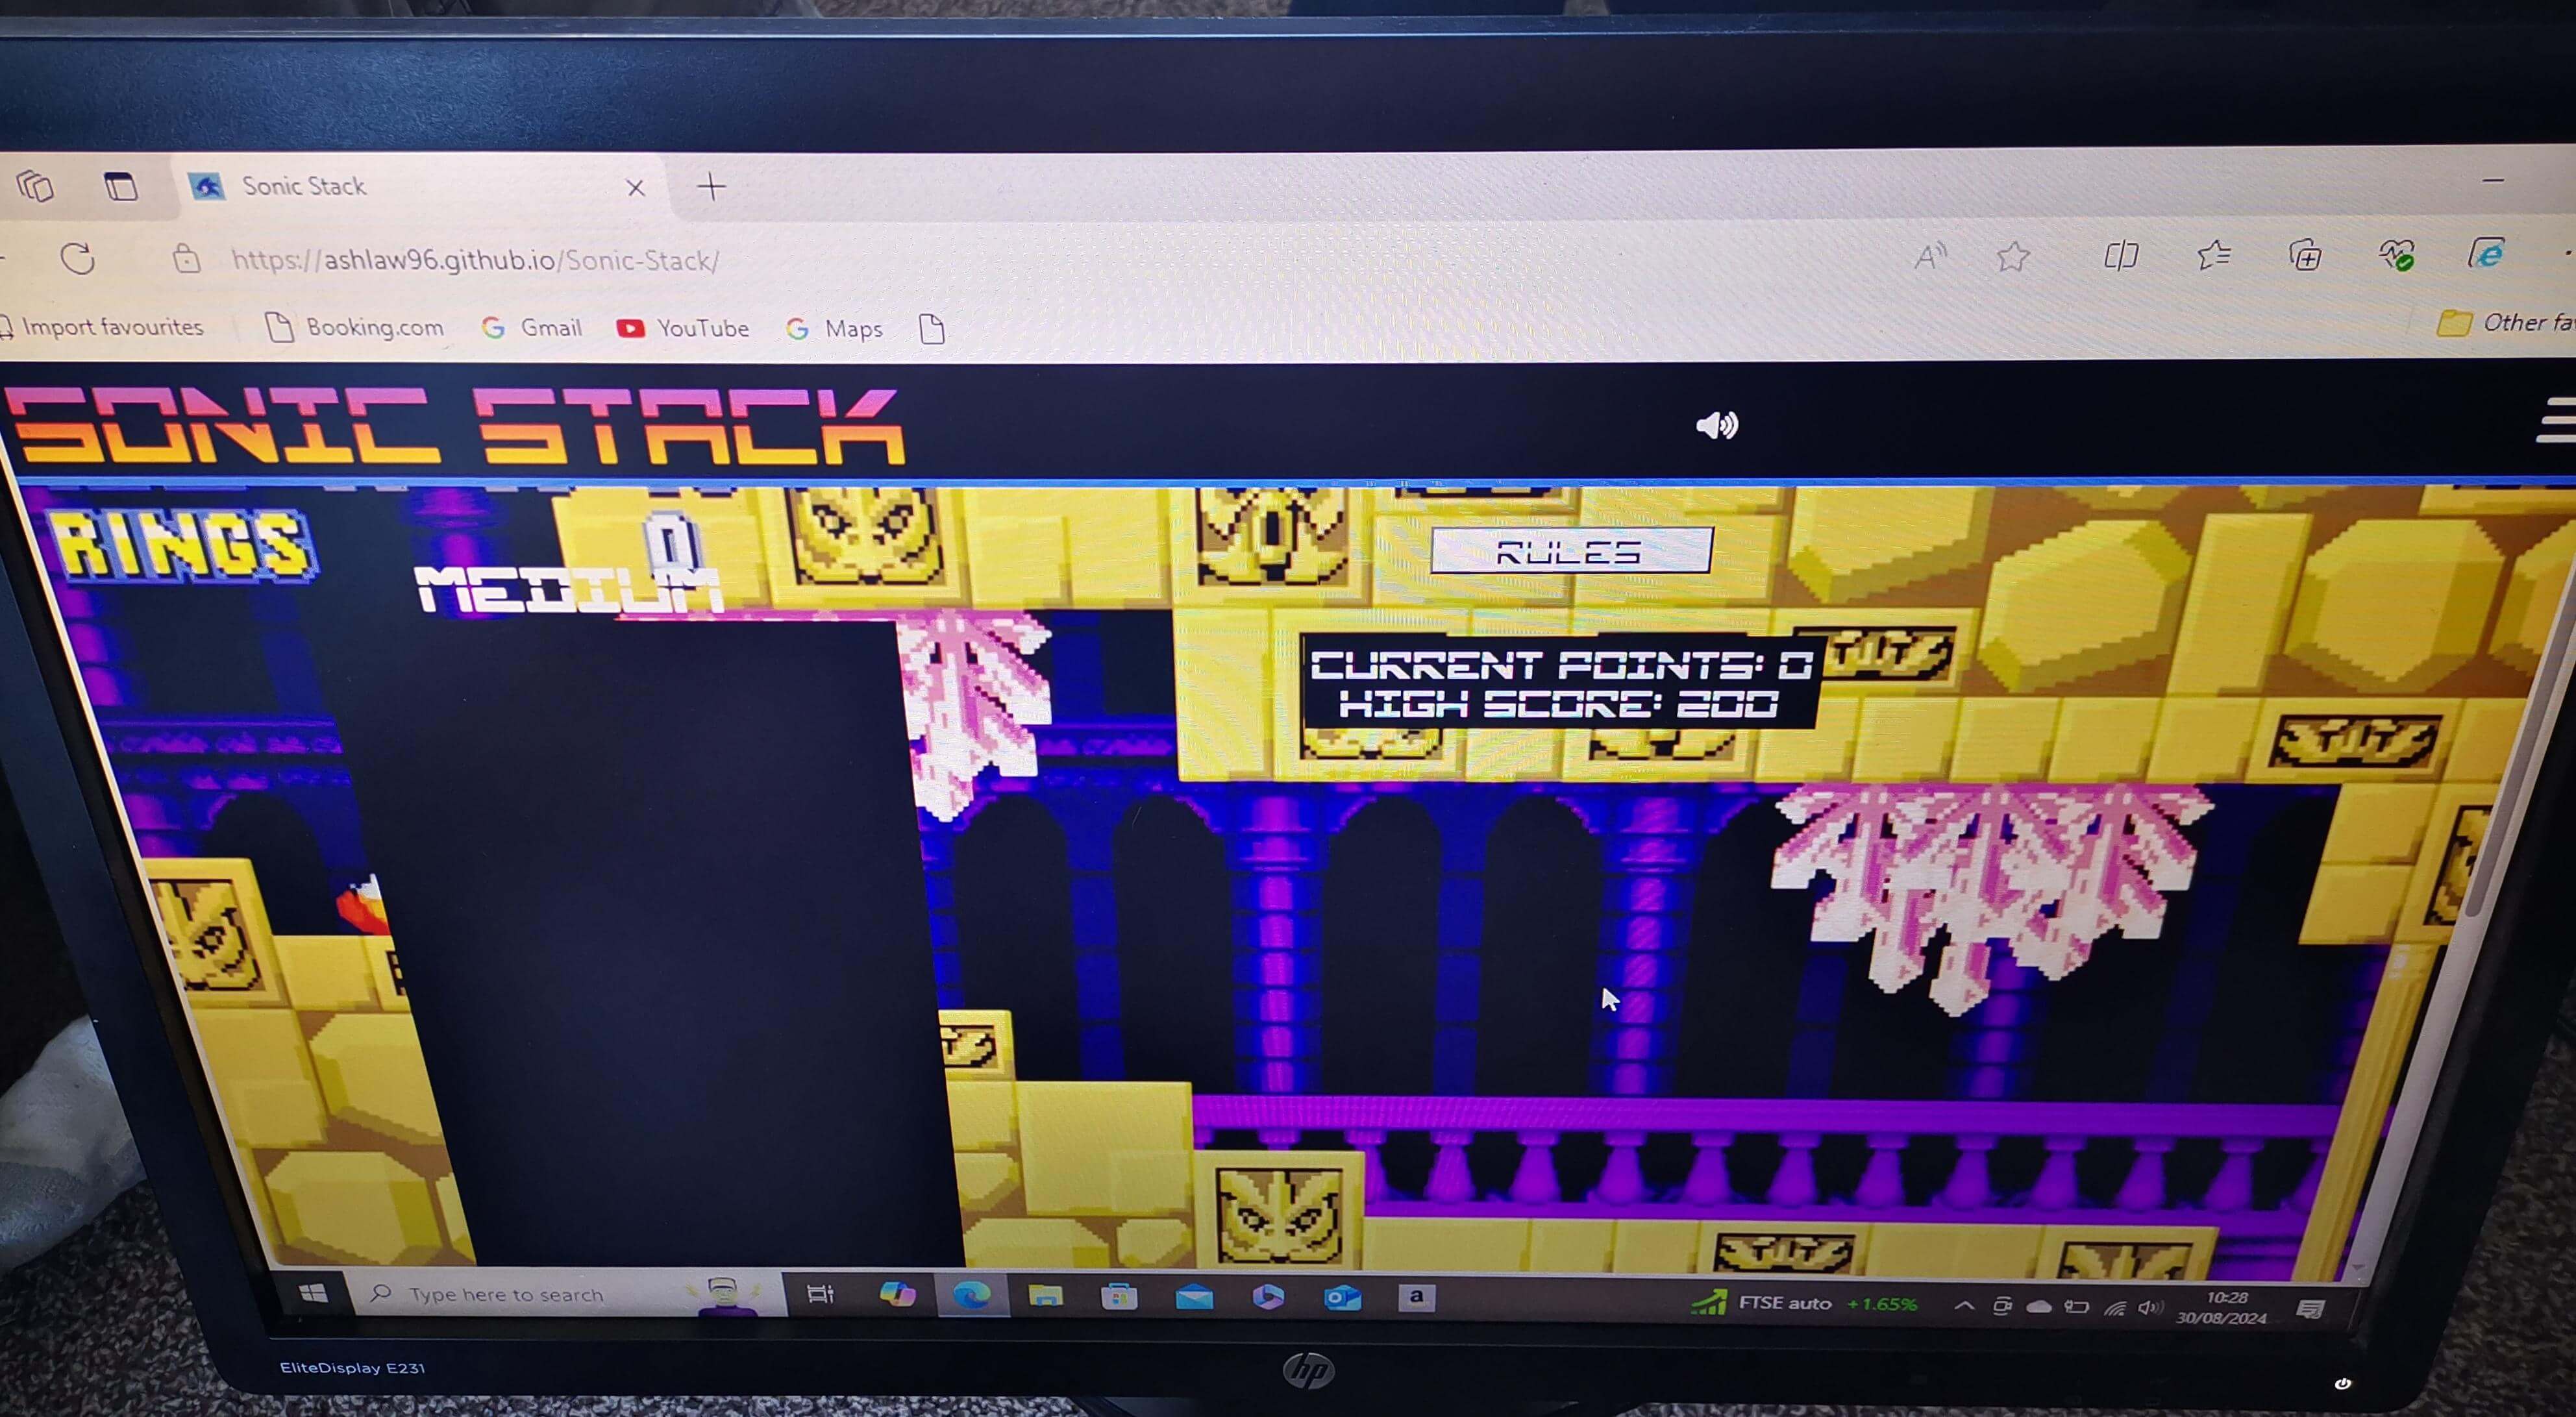 Sonic Stack
https://ashlaw96.github.io/Sonic-Stack/
Import favourites Booking.com Gmail YouTube Maps
Other
SONIC STACK
RINGS 0
RULES
MEDIUM
CURRENT POINTS: 0
HIGH SCORE: 200
Type here to search
a
FTSE auto +1.65%
10:28
30/08/2024
EliteDisplay E231
hp